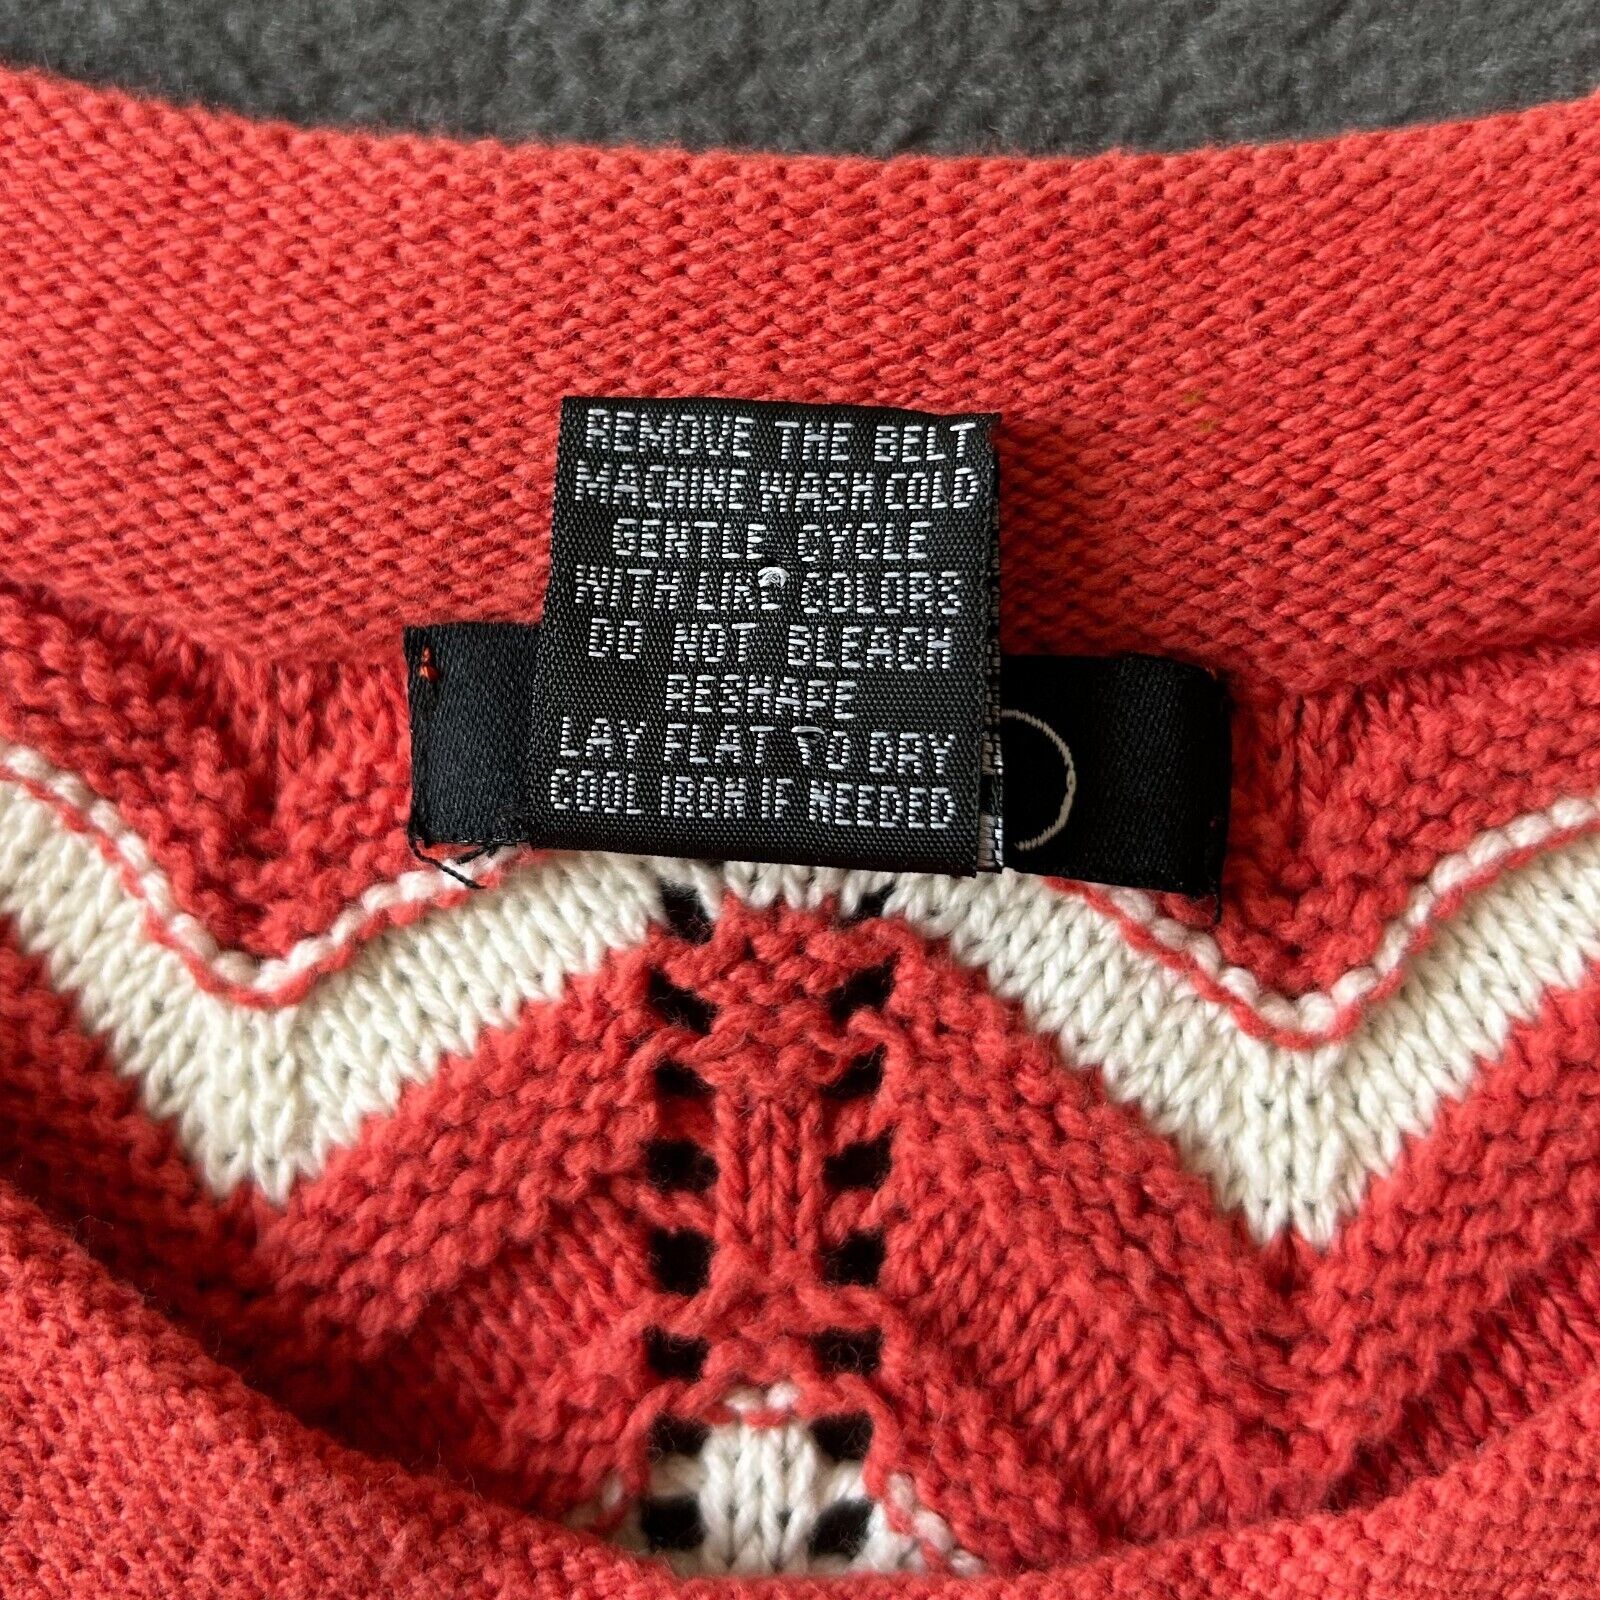 REMOVE THE BELT
MACHINE WASH COLD
GENTLE CYCLE
WITH LIKE COLORS
DO NOT BLEACH
RESHAPE
LAY FLAT TO DRY
COOL IRON IF NEEDED